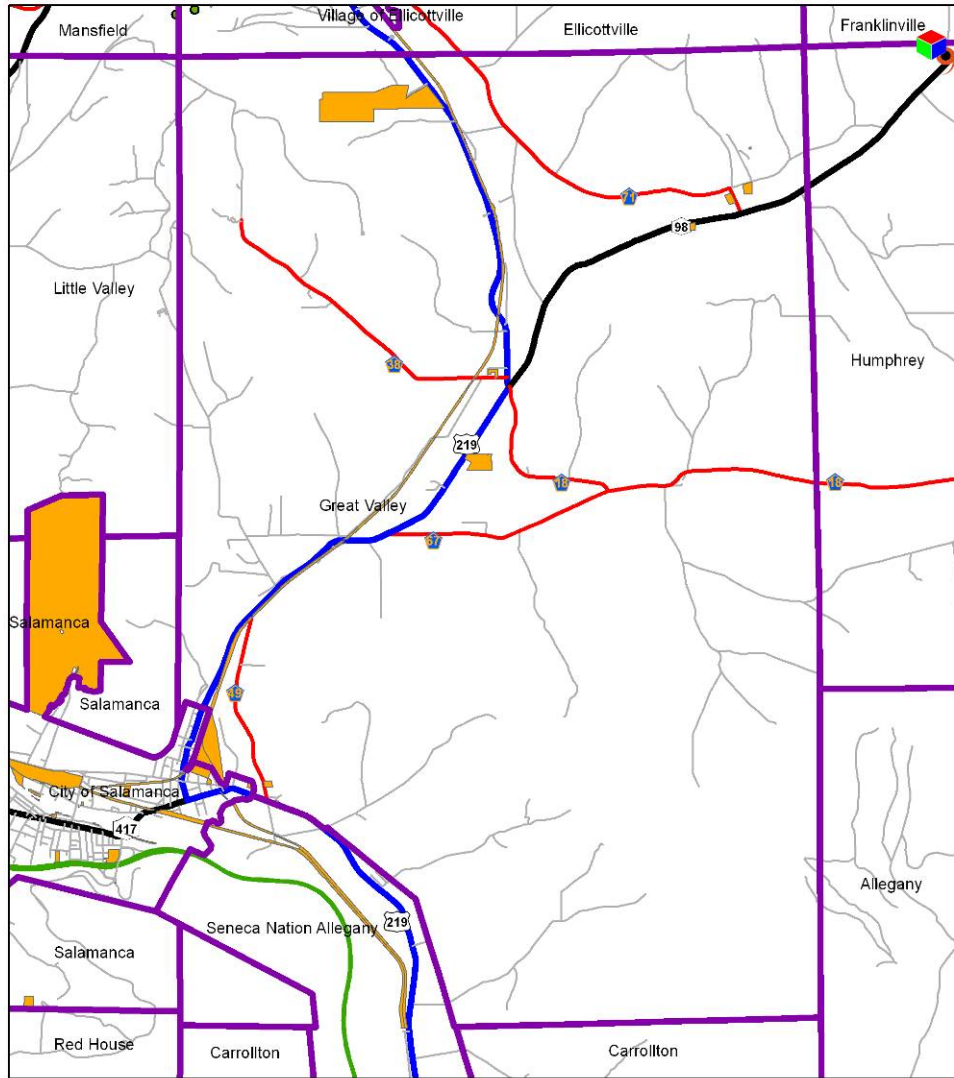 Mansfield
Village of Ellicottville
Ellicottville
Franklinville
71
98
Little Valley
38
Humphrey
219
18
18
Great Valley
67
Salamanca
49
Salamanca
City of Salamanca
417
Allegany
219
Seneca Nation Allegany
Salamanca
Red House
Carrollton
Carrollton